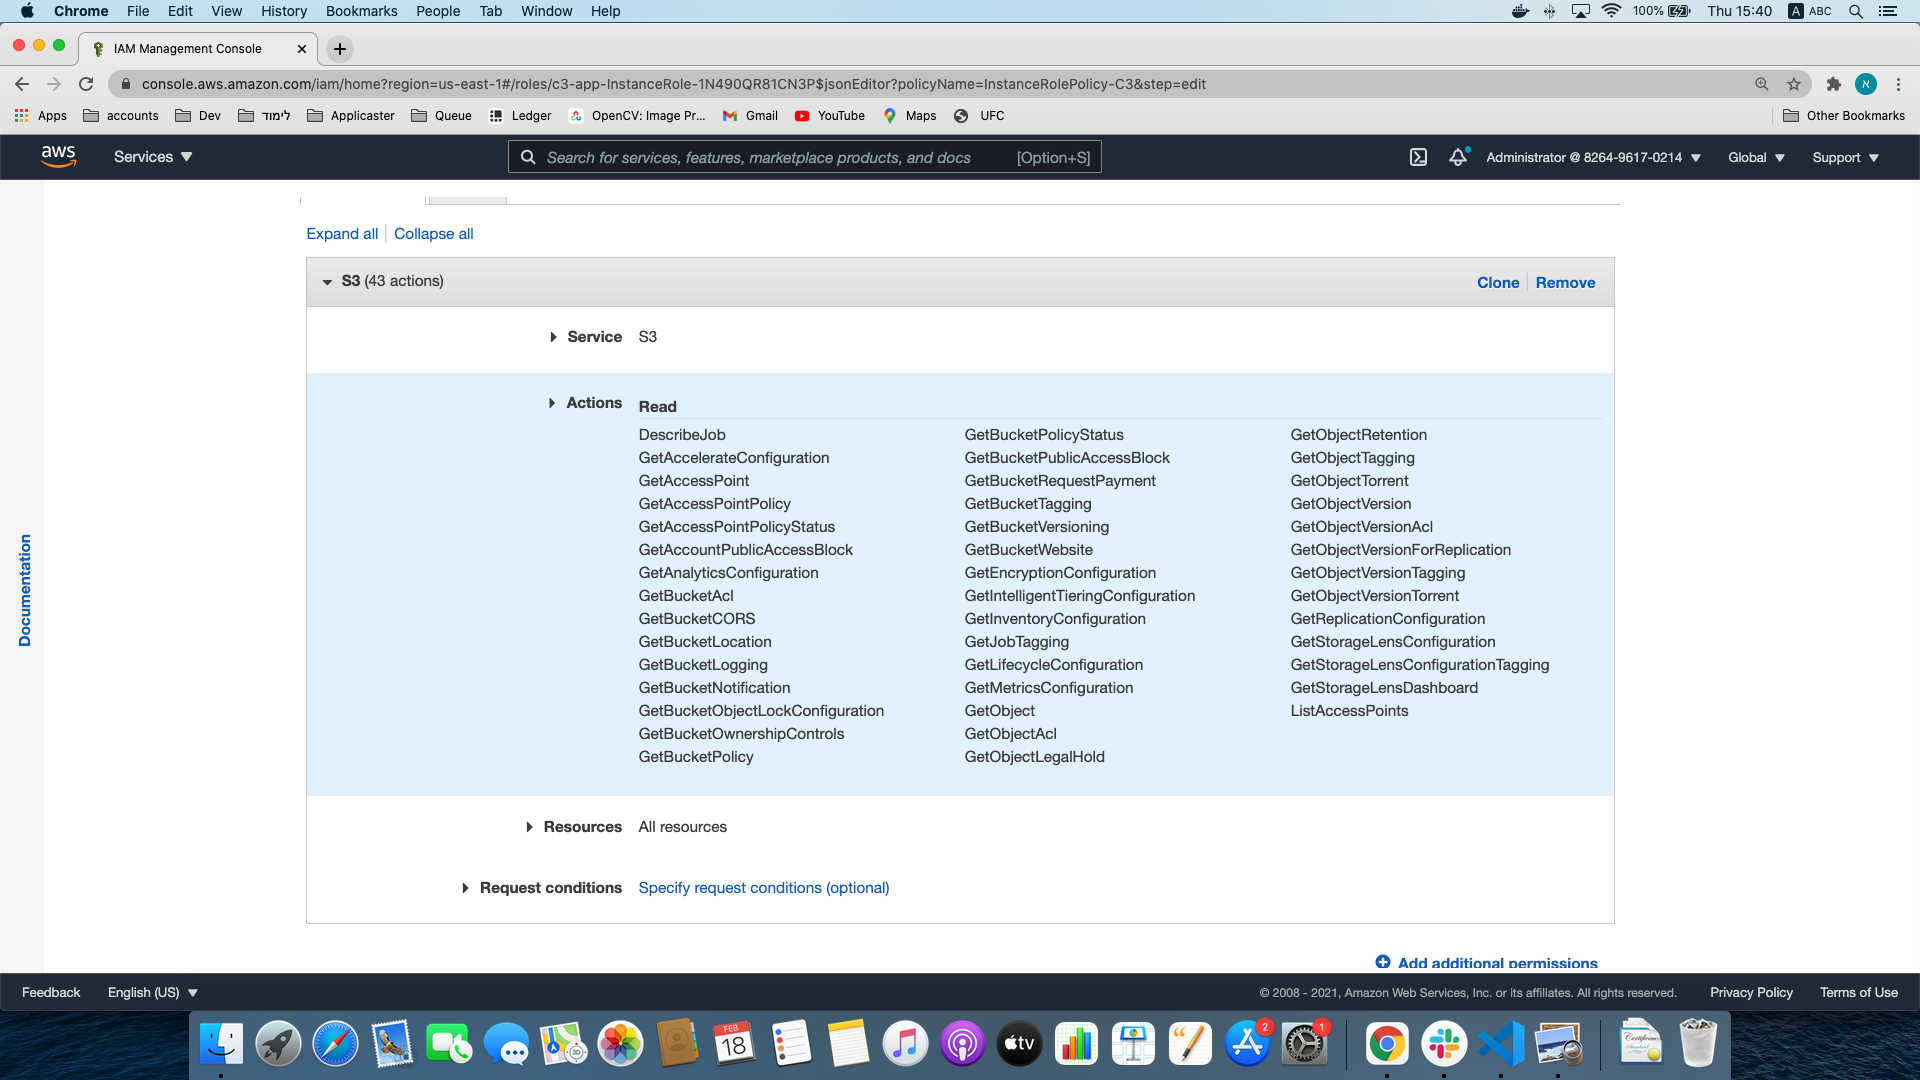 Chrome File Edit View History Bookmarks People Tab Window Help 100% Thu 15:40 A ABC
IAM Management Console
console.aws.amazon.com/iam/home?region=us-east-1#/roles/c3-app-InstanceRole-1N490QR81CN3P$jsonEditor?policyName=InstanceRolePolicy-C3&step=edit א
Apps accounts Dev לימוד Applicaster Queue Ledger OpenCV: Image Pr... Gmail YouTube Maps UFC Other Bookmarks
aws Services Search for services, features, marketplace products, and docs [Option+S] Administrator @ 8264-9617-0214 Global Support
Expand all Collapse all
S3 (43 actions) Clone Remove
Service S3
Actions Read
DescribeJob GetBucketPolicyStatus GetObjectRetention
GetAccelerateConfiguration GetBucketPublicAccessBlock GetObjectTagging
GetAccessPoint GetBucketRequestPayment GetObjectTorrent
GetAccessPointPolicy GetBucketTagging GetObjectVersion
GetAccessPointPolicyStatus GetBucketVersioning GetObjectVersionAcl
GetAccountPublicAccessBlock GetBucketWebsite GetObjectVersionForReplication
GetAnalyticsConfiguration GetEncryptionConfiguration GetObjectVersionTagging
GetBucketAcl GetIntelligentTieringConfiguration GetObjectVersionTorrent
GetBucketCORS GetInventoryConfiguration GetReplicationConfiguration
GetBucketLocation GetJobTagging GetStorageLensConfiguration
GetBucketLogging GetLifecycleConfiguration GetStorageLensConfigurationTagging
GetBucketNotification GetMetricsConfiguration GetStorageLensDashboard
GetBucketObjectLockConfiguration GetObject ListAccessPoints
GetBucketOwnershipControls GetObjectAcl
GetBucketPolicy GetObjectLegalHold
Documentation
Resources All resources
Request conditions Specify request conditions (optional)
Add additional permissions
Feedback English (US) © 2008 - 2021, Amazon Web Services, Inc. or its affiliates. All rights reserved. Privacy Policy Terms of Use
3D FEB 18 tv 2 1